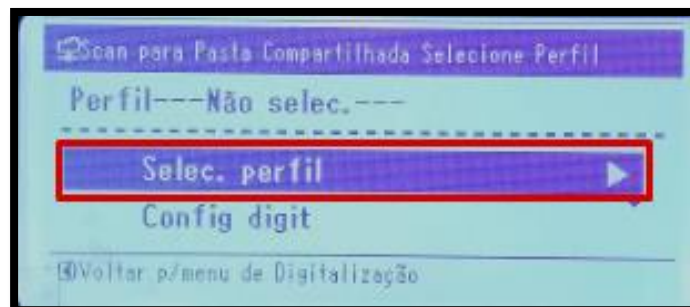 Scan para Pasta Compartilhada Selecione Perfil
Perfil---Não selec.---
Selec. perfil
Config digit
Voltar p/menu de Digitalização